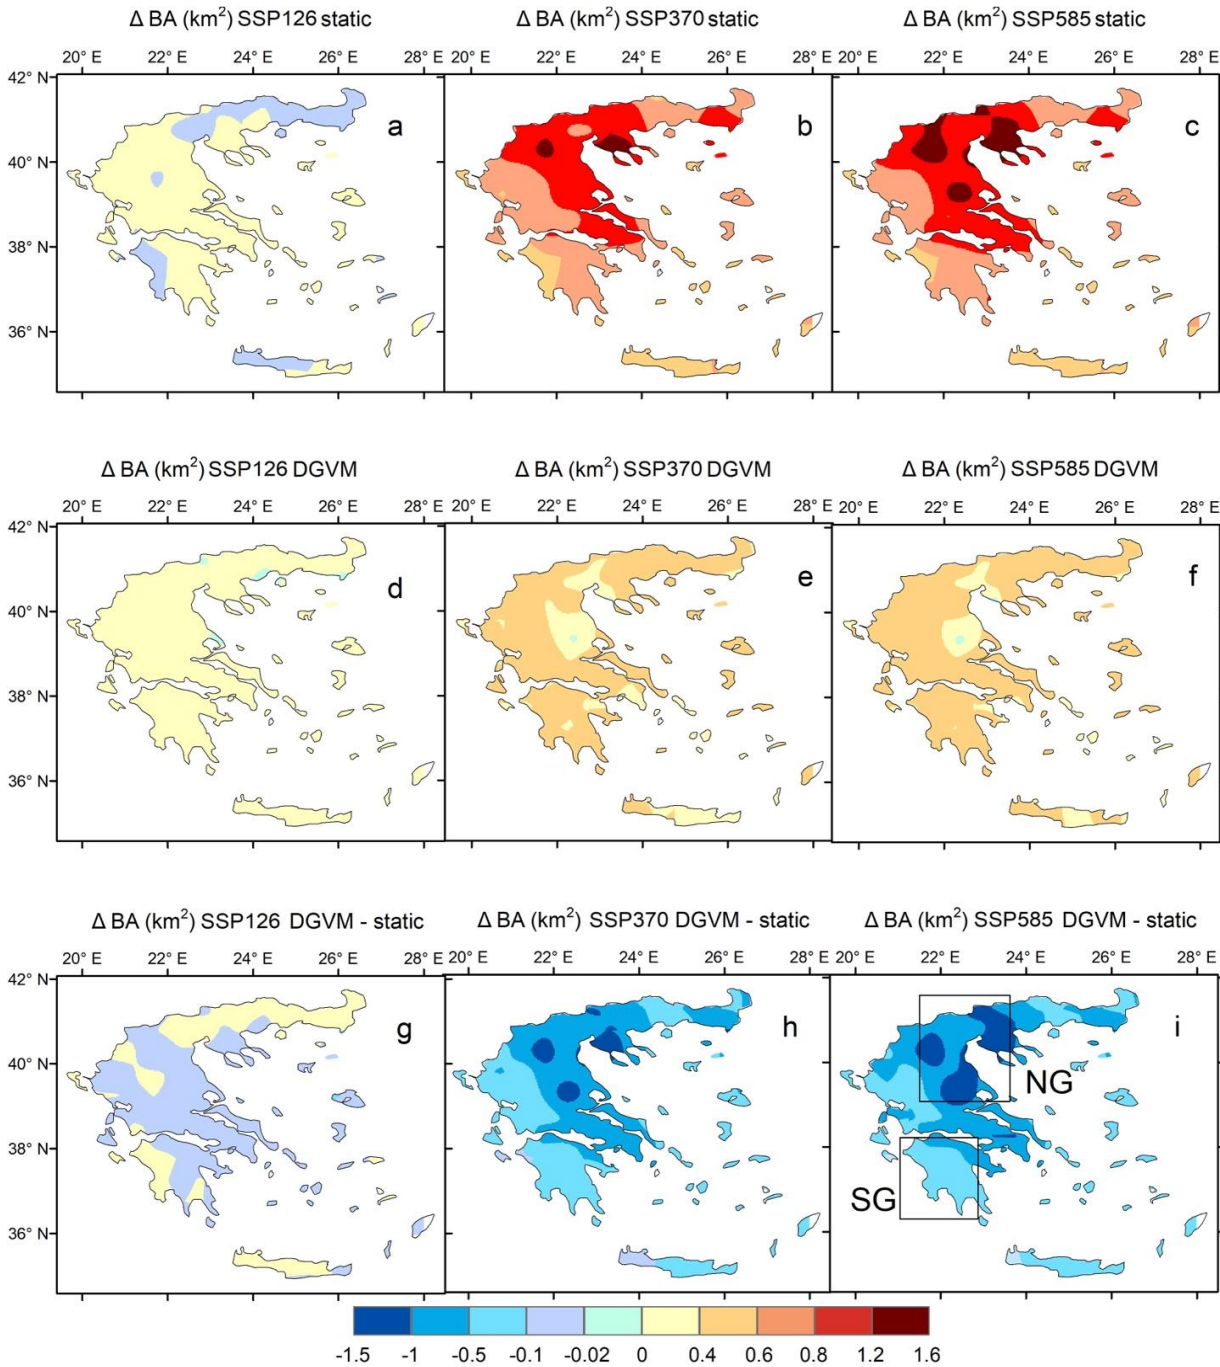 Δ BA (km²) SSP126 static
Δ BA (km²) SSP370 static
Δ BA (km²) SSP585 static
20° E 22° E 24° E 26° E 28° E
20° E 22° E 24° E 26° E 28° E
20° E 22° E 24° E 26° E 28° E
42° N
40° N
38° N
36° N
a
b
c
Δ BA (km²) SSP126 DGVM
Δ BA (km²) SSP370 DGVM
Δ BA (km²) SSP585 DGVM
20° E 22° E 24° E 26° E 28° E
20° E 22° E 24° E 26° E 28° E
20° E 22° E 24° E 26° E 28° E
42° N
40° N
38° N
36° N
d
e
f
Δ BA (km²) SSP126 DGVM - static
Δ BA (km²) SSP370 DGVM - static
Δ BA (km²) SSP585 DGVM - static
20° E 22° E 24° E 26° E 28° E
20° E 22° E 24° E 26° E 28° E
20° E 22° E 24° E 26° E 28° E
42° N
40° N
38° N
36° N
g
h
i
NG
SG
-1.5 -1 -0.5 -0.1 -0.02 0 0.4 0.6 0.8 1.2 1.6